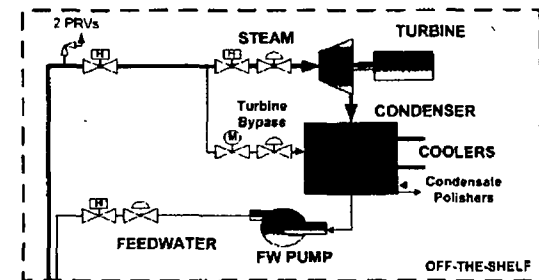 2 PRVs
H
STEAM
H
TURBINE
Turbine
Bypass
M
CONDENSER
COOLERS
Condensate
Polishers
H
FEEDWATER
FW PUMP
OFF-THE-SHELF